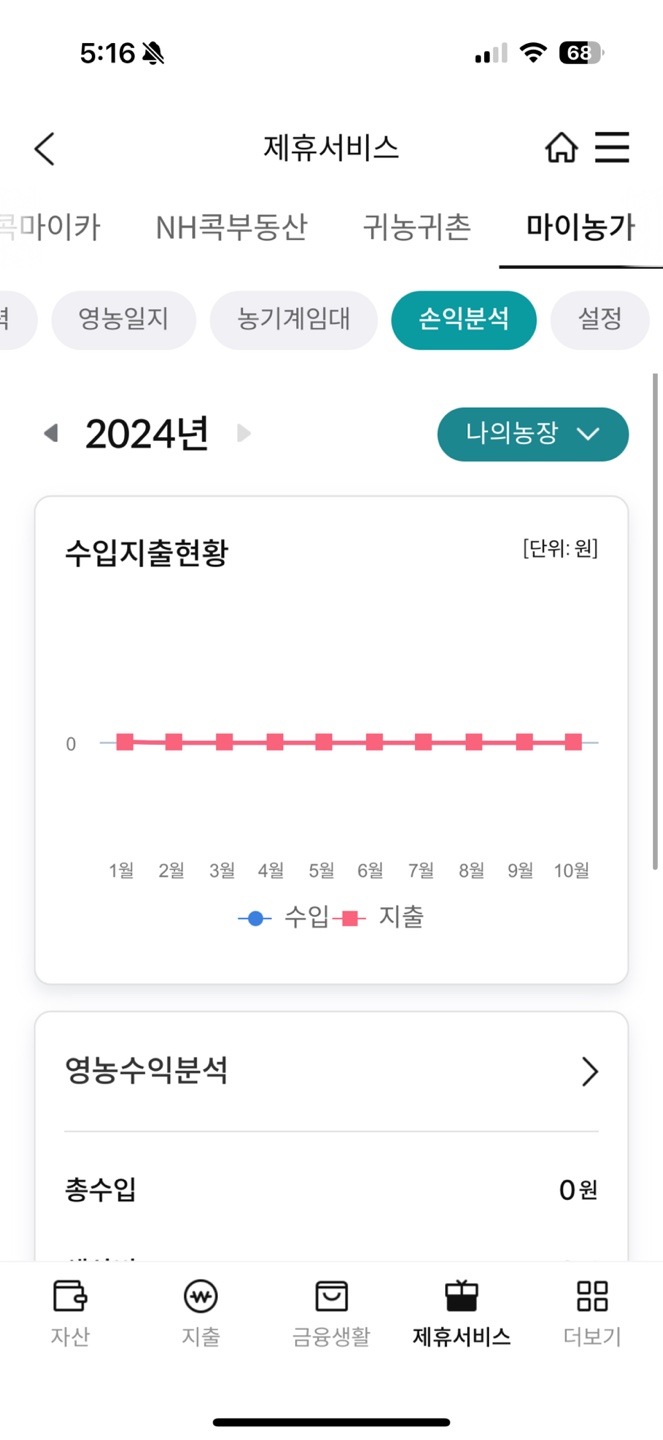 5:16
68
제휴서비스
마이카 NH콕부동산 귀농귀촌 마이농가
영농일지 농기계임대 손익분석 설정
2024년
나의농장
수입지출현황 [단위: 원]
0
1월 2월 3월 4월 5월 6월 7월 8월 9월 10월
수입 지출
영농수익분석
총수입 0원
자산 지출 금융생활 제휴서비스 더보기